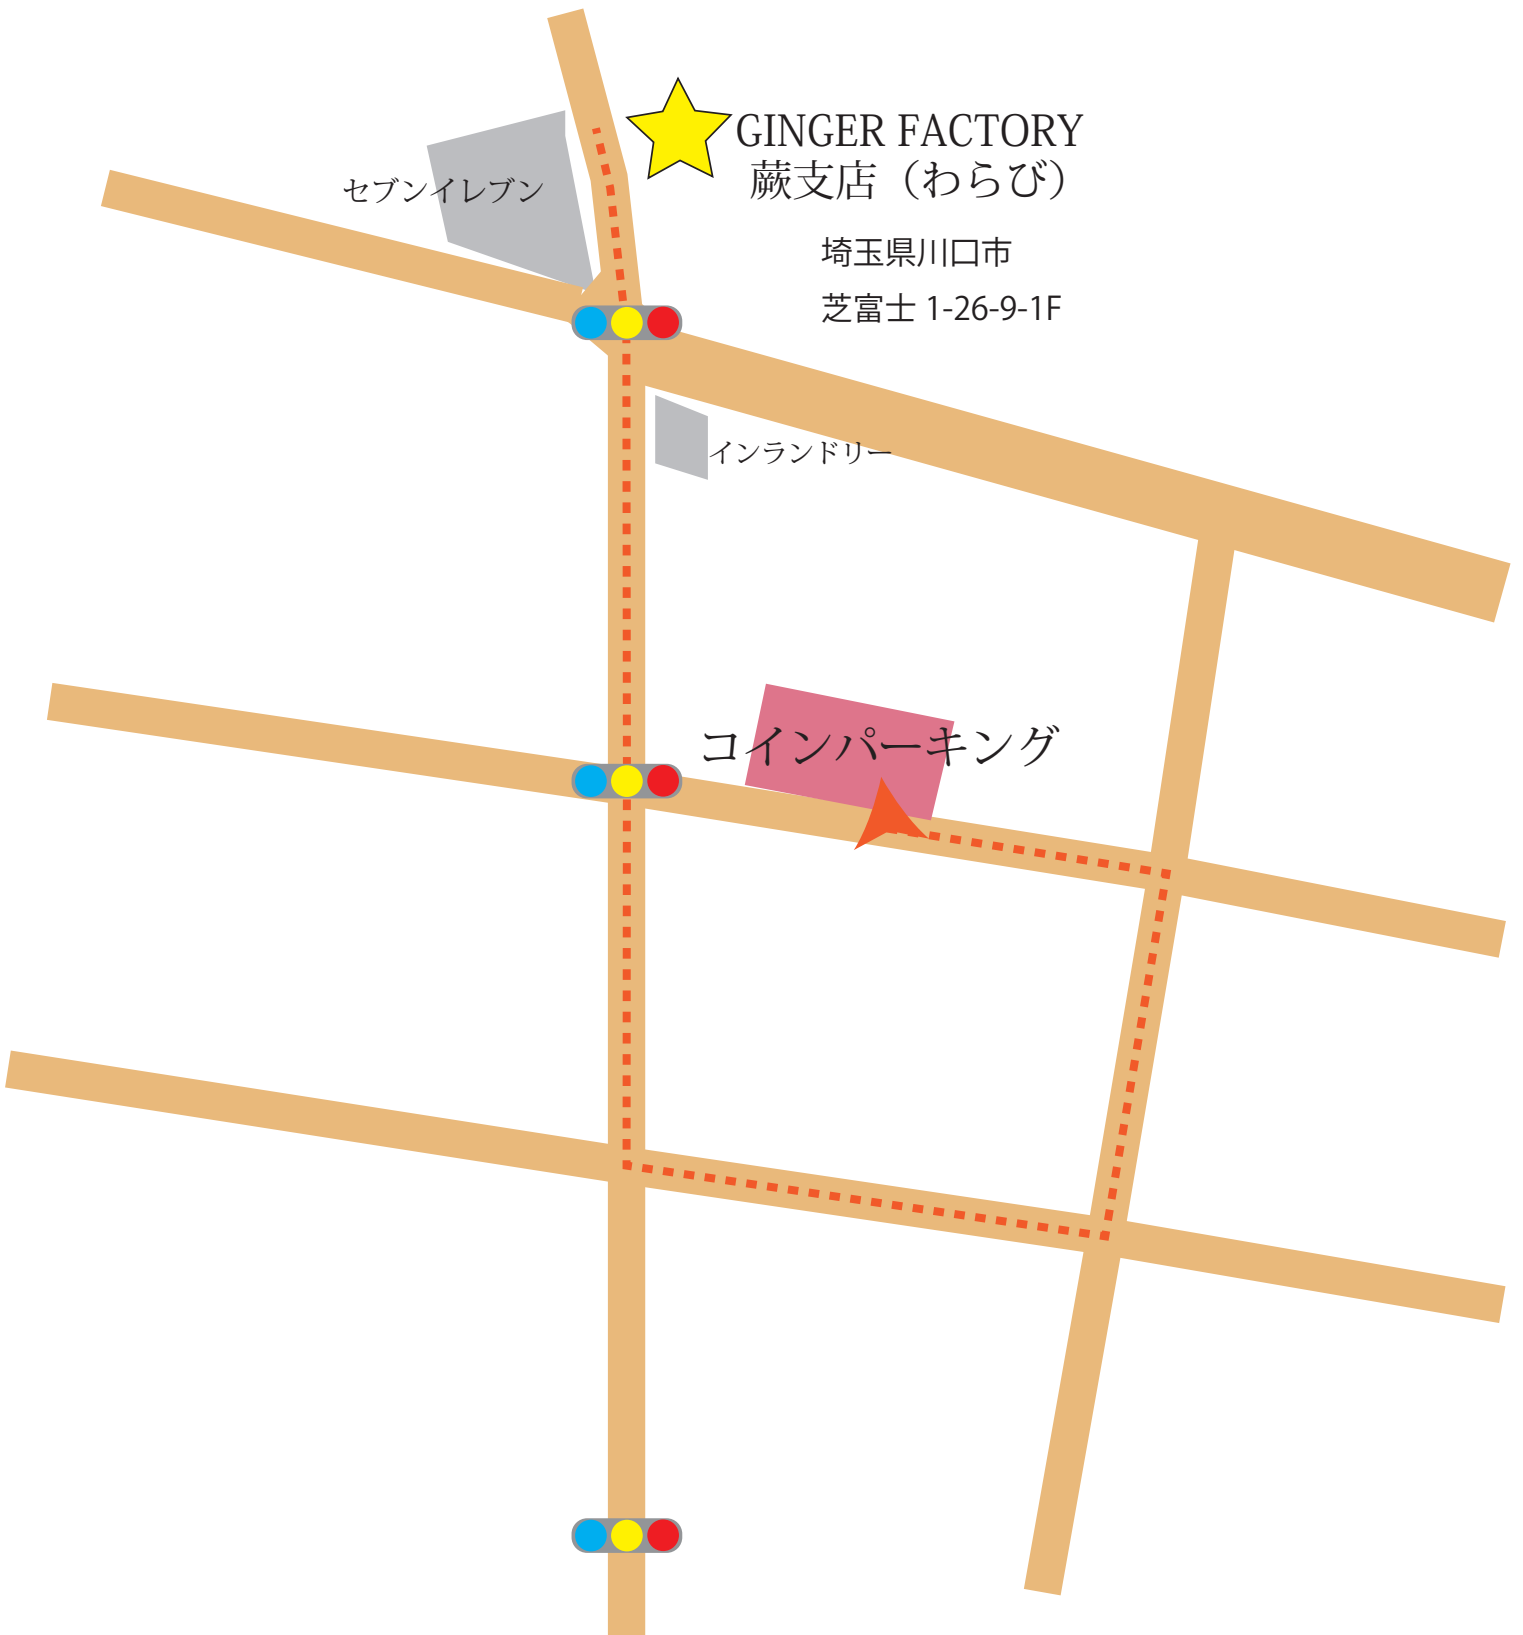 GINGER FACTORY
蕨支店（わらび）
セブンイレブン
埼玉県川口市
芝富士 1-26-9-1F
インランドリー
コインパーキング